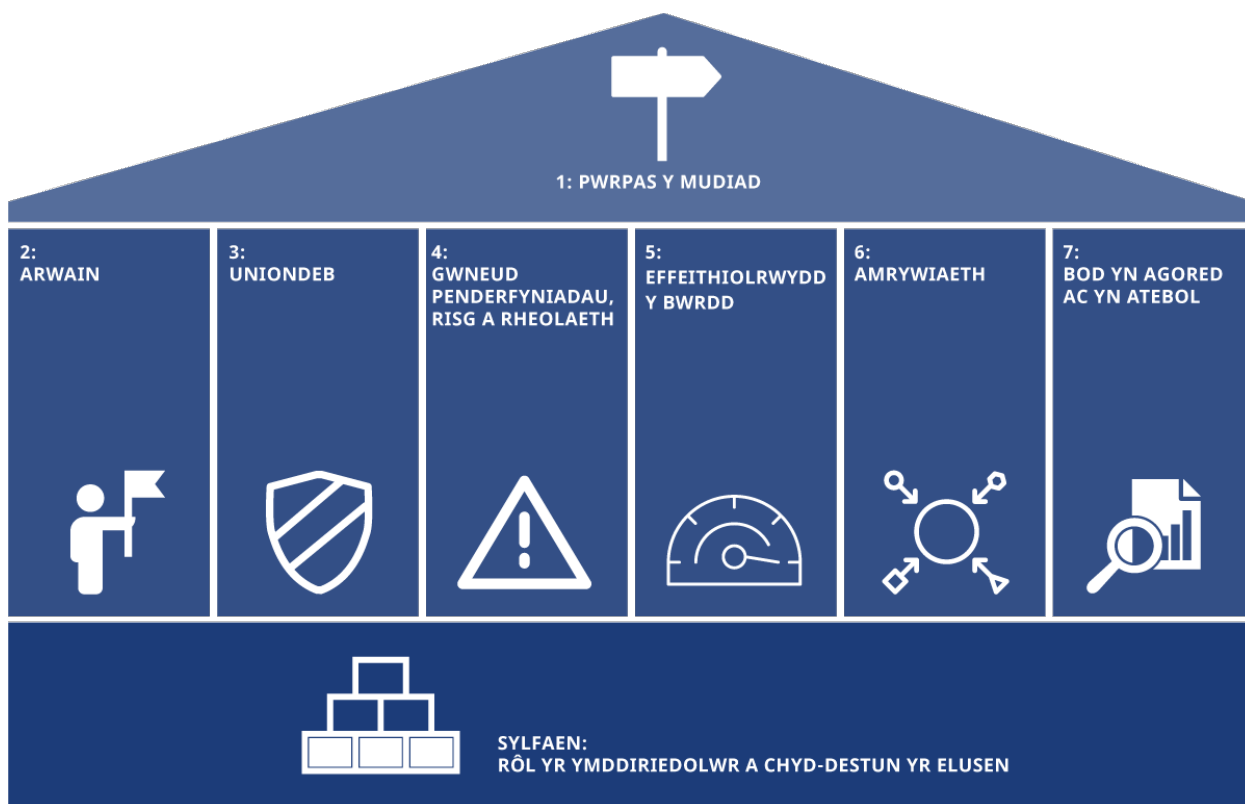 1: PWRPAS Y MUDIAD
2:
ARWAIN
3:
UNIONDEB
4:
GWNEUD
PENDERFYNIADAU,
RISG A RHEOLAETH
5:
EFFEITHIOLRWYDD
Y BWRDD
6:
AMRYWIAETH
7:
BOD YN AGORED
AC YN ATEBOL
SYLFAEN:
RÔL YR YMDDIRIEDOLWR A CHYD-DESTUN YR ELUSEN